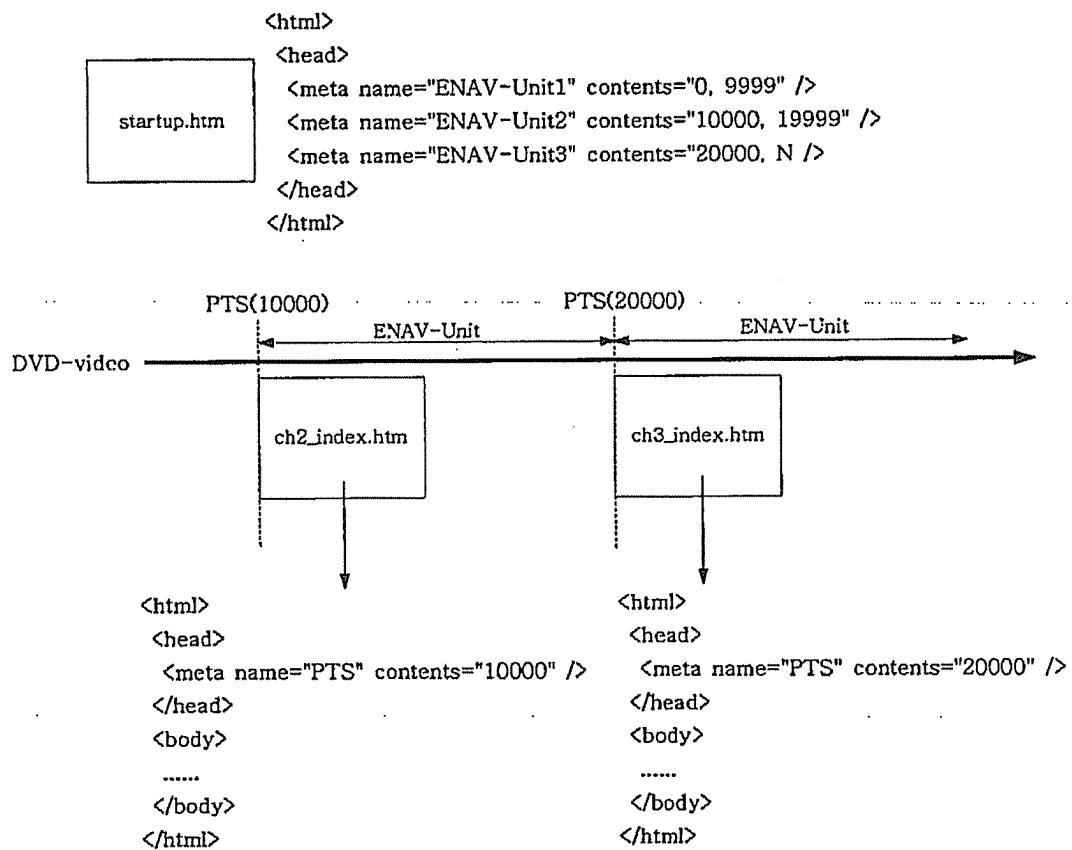 <html>
<head>
<meta name="ENAV-Unit1" contents="0, 9999" />
startup.htm
<meta name="ENAV-Unit2" contents="10000, 19999" />
<meta name="ENAV-Unit3" contents="20000, N />
</head>
</html>
PTS(10000)
PTS(20000)
ENAV-Unit
ENAV-Unit
DVD-video
ch2_index.htm
ch3_index.htm
<html>
<head>
<meta name="PTS" contents="10000" />
</head>
<body>
......
</body>
</html>
<html>
<head>
<meta name="PTS" contents="20000" />
</head>
<body>
......
</body>
</html>